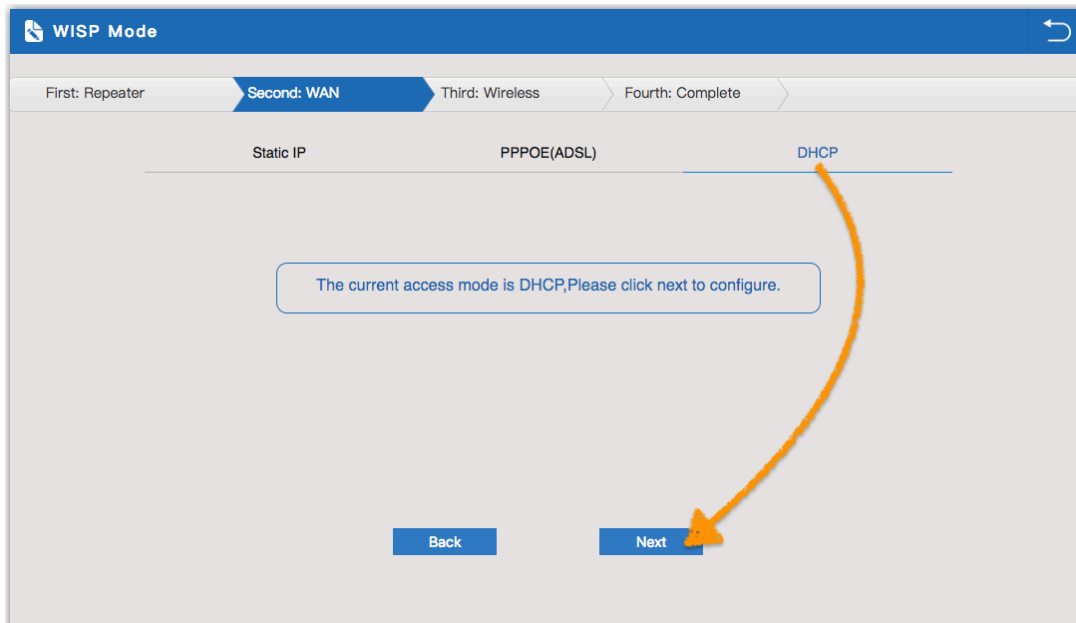 WISP Mode
First: Repeater Second: WAN Third: Wireless Fourth: Complete
Static IP PPPOE(ADSL) DHCP
The current access mode is DHCP,Please click next to configure.
Back Next